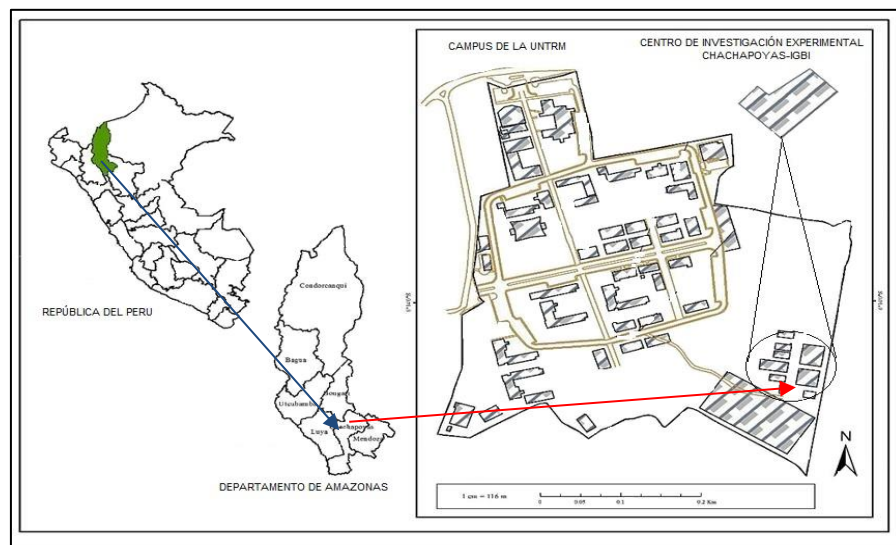 CAMPUS DE LA UNTRM
CENTRO DE INVESTIGACIÓN EXPERIMENTAL
CHACHAPOYAS-IGBI
REPÚBLICA DEL PERU
Condorcanqui
Bagua
Utcubamba
Luya
Mendoza
DEPARTAMENTO DE AMAZONAS
N
1 cm = 116 m
0 0.05 0.1 0.2 Km